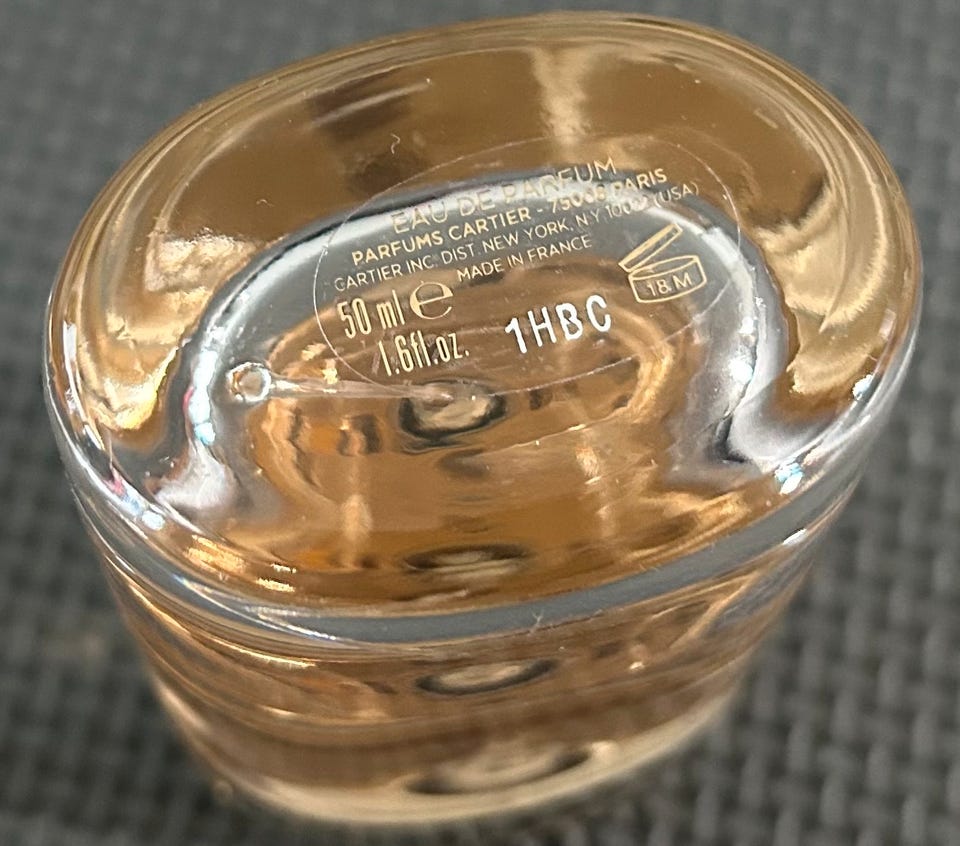 EAU DE PARFUM
PARFUMS CARTIER - 75008 PARIS
CARTIER INC. DIST. NEW YORK, N.Y. (USA)
MADE IN FRANCE
50 ml ℮
1.6fl.oz.
1HBC
18 M